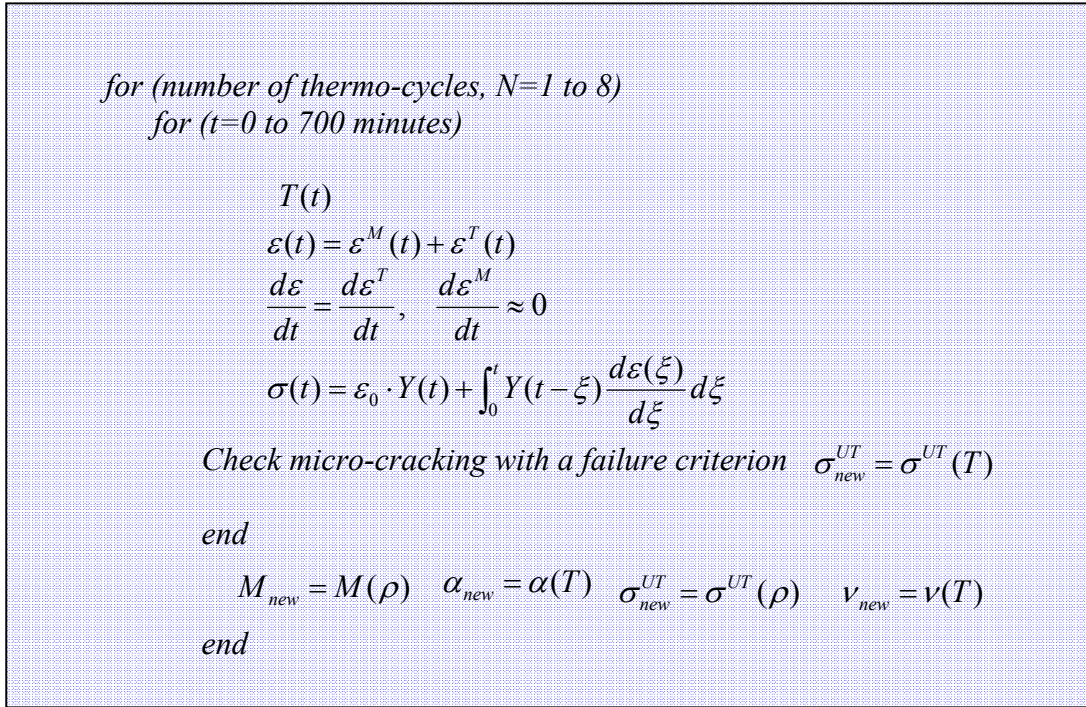 for (number of thermo-cycles, N=1 to 8)
for (t=0 to 700 minutes)
T(t)
ε(t) = ε^M(t) + ε^T(t)
dε/dt = dε^T/dt, dε^M/dt ≈ 0
σ(t) = ε_0 · Y(t) + ∫_0^t Y(t − ξ) dε(ξ)/dξ dξ
Check micro-cracking with a failure criterion σ_new^UT = σ^UT(T)
end
M_new = M(ρ) α_new = α(T) σ_new^UT = σ^UT(ρ) ν_new = ν(T)
end